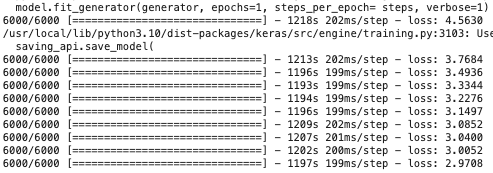 model.fit_generator(generator, epochs=1, steps_per_epoch= steps, verbose=1)
6000/6000 [==============================] - 1218s 202ms/step - loss: 4.5630
/usr/local/lib/python3.10/dist-packages/keras/src/engine/training.py:3103: Use
saving_api.save_model(
6000/6000 [==============================] - 1213s 202ms/step - loss: 3.7684
6000/6000 [==============================] - 1196s 199ms/step - loss: 3.4936
6000/6000 [==============================] - 1193s 199ms/step - loss: 3.3344
6000/6000 [==============================] - 1194s 199ms/step - loss: 3.2276
6000/6000 [==============================] - 1196s 199ms/step - loss: 3.1497
6000/6000 [==============================] - 1209s 202ms/step - loss: 3.0852
6000/6000 [==============================] - 1207s 201ms/step - loss: 3.0400
6000/6000 [==============================] - 1202s 200ms/step - loss: 3.0052
6000/6000 [==============================] - 1197s 199ms/step - loss: 2.9708